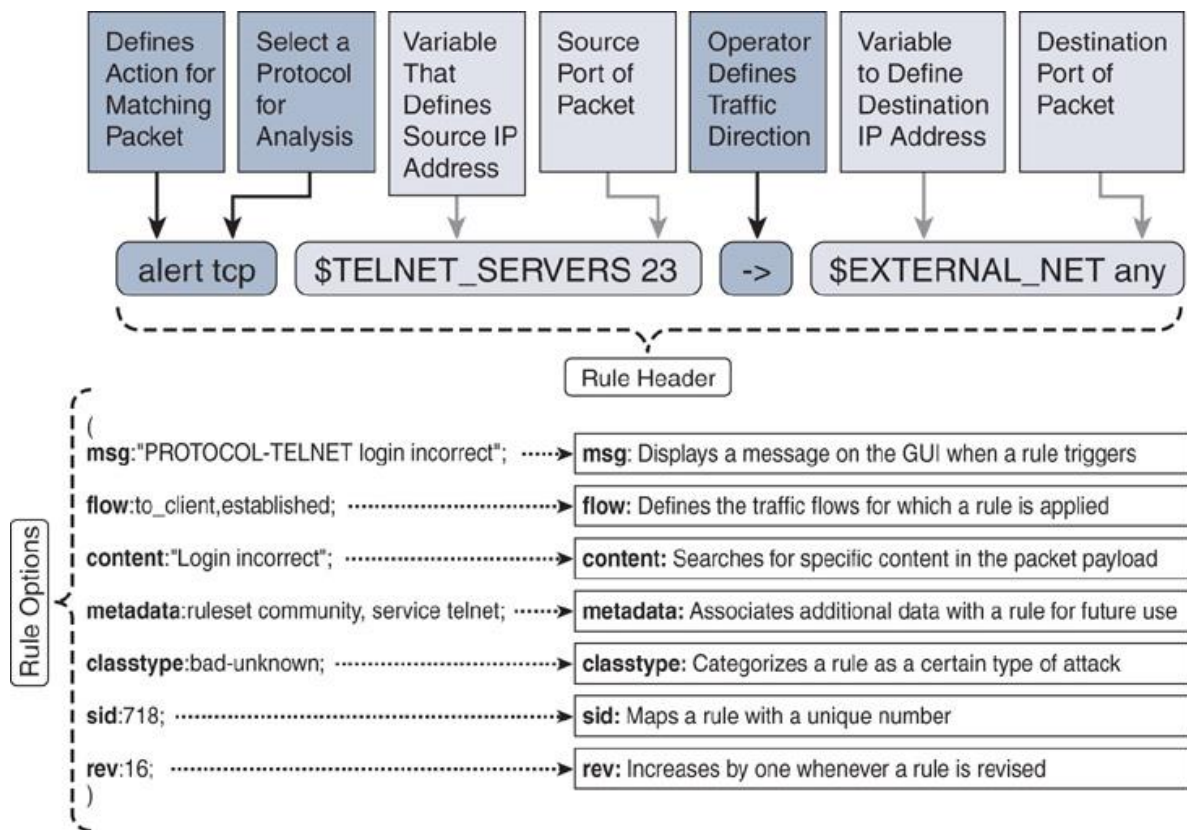 Defines
Action for
Matching
Packet
Select a
Protocol
for
Analysis
Variable
That
Defines
Source IP
Address
Source
Port of
Packet
Operator
Defines
Traffic
Direction
Variable
to Define
Destination
IP Address
Destination
Port of
Packet
alert tcp
$TELNET_SERVERS 23
->
$EXTERNAL_NET any
Rule Header
Rule Options
(
msg:"PROTOCOL-TELNET login incorrect";
msg: Displays a message on the GUI when a rule triggers
flow:to_client,established;
flow: Defines the traffic flows for which a rule is applied
content:"Login incorrect";
content: Searches for specific content in the packet payload
metadata:ruleset community, service telnet;
metadata: Associates additional data with a rule for future use
classtype:bad-unknown;
classtype: Categorizes a rule as a certain type of attack
sid:718;
sid: Maps a rule with a unique number
rev:16;
rev: Increases by one whenever a rule is revised
)